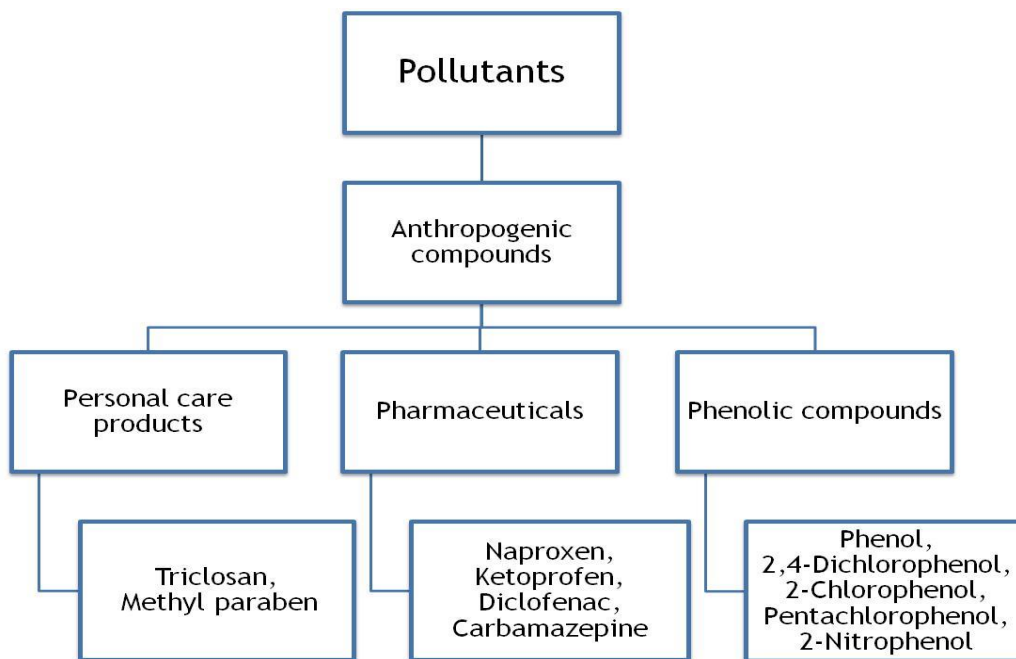 Pollutants
Anthropogenic
compounds
Personal care
products
Pharmaceuticals
Phenolic compounds
Triclosan,
Methyl paraben
Naproxen,
Ketoprofen,
Diclofenac,
Carbamazepine
Phenol,
2,4-Dichlorophenol,
2-Chlorophenol,
Pentachlorophenol,
2-Nitrophenol